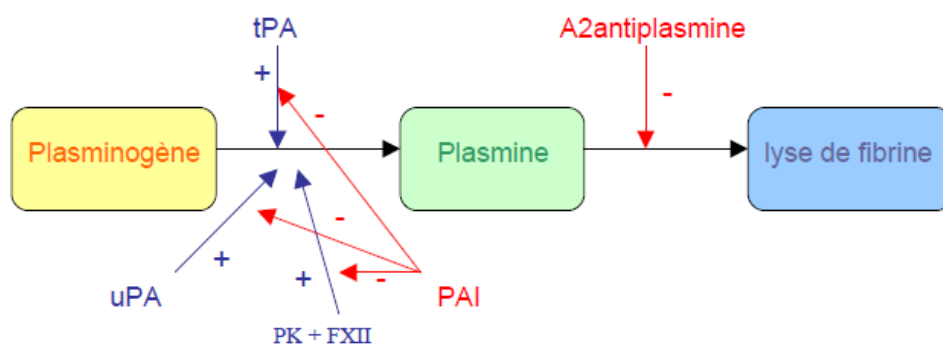 tPA
A2antiplasmine
+
-
-
Plasminogène
Plasmine
lyse de fibrine
-
+
+
-
uPA
PAI
PK + FXII